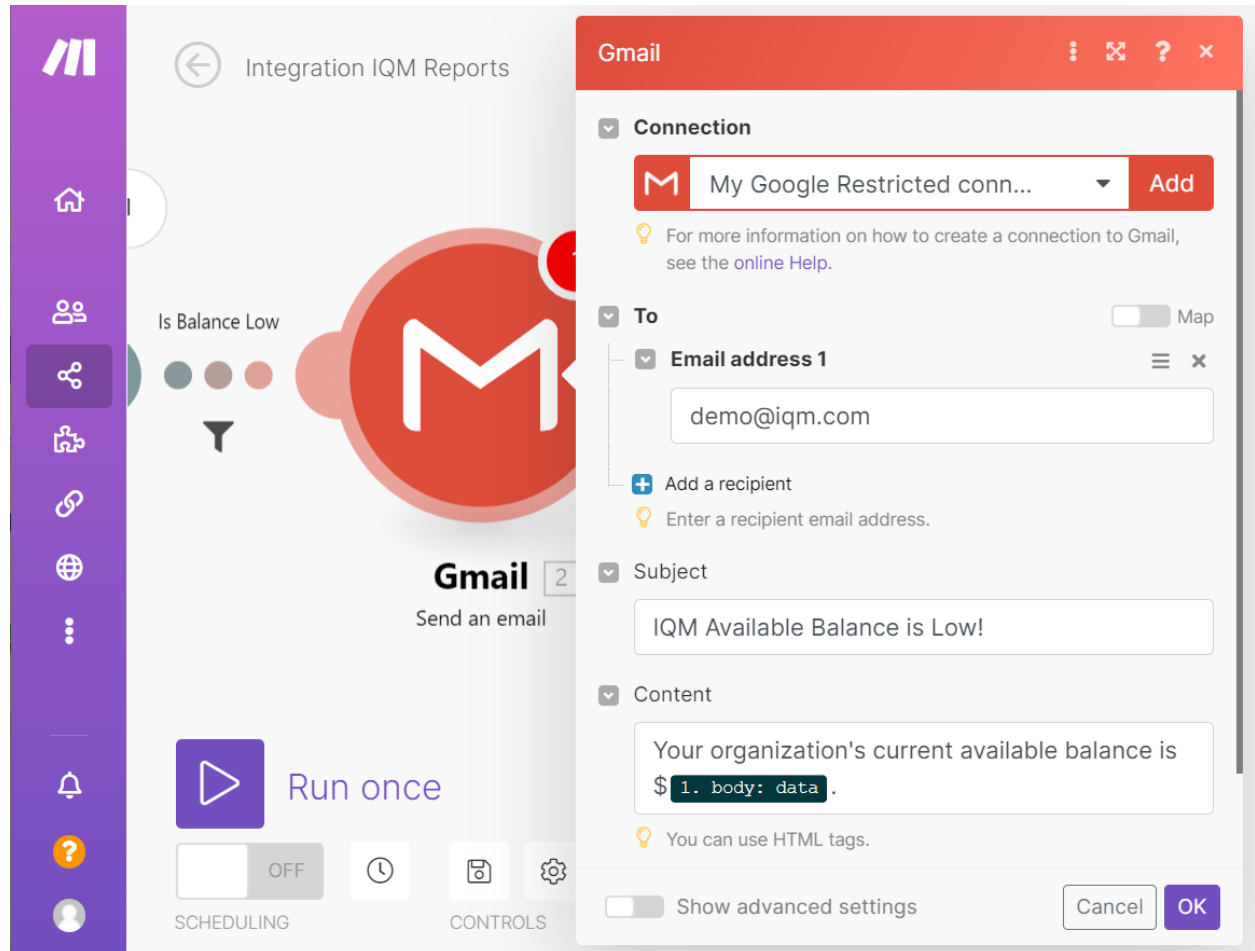 Integration IQM Reports
Is Balance Low
Gmail 2
Send an email
Run once
OFF
SCHEDULING
CONTROLS
Gmail
Connection
My Google Restricted conn...
Add
For more information on how to create a connection to Gmail,
see the online Help.
To
Map
Email address 1
demo@iqm.com
Add a recipient
Enter a recipient email address.
Subject
IQM Available Balance is Low!
Content
Your organization's current available balance is
$ 1. body: data .
You can use HTML tags.
Show advanced settings
Cancel
OK